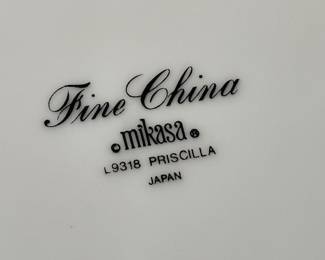 Fine China
©mikasa®
L9318 PRISCILLA
JAPAN